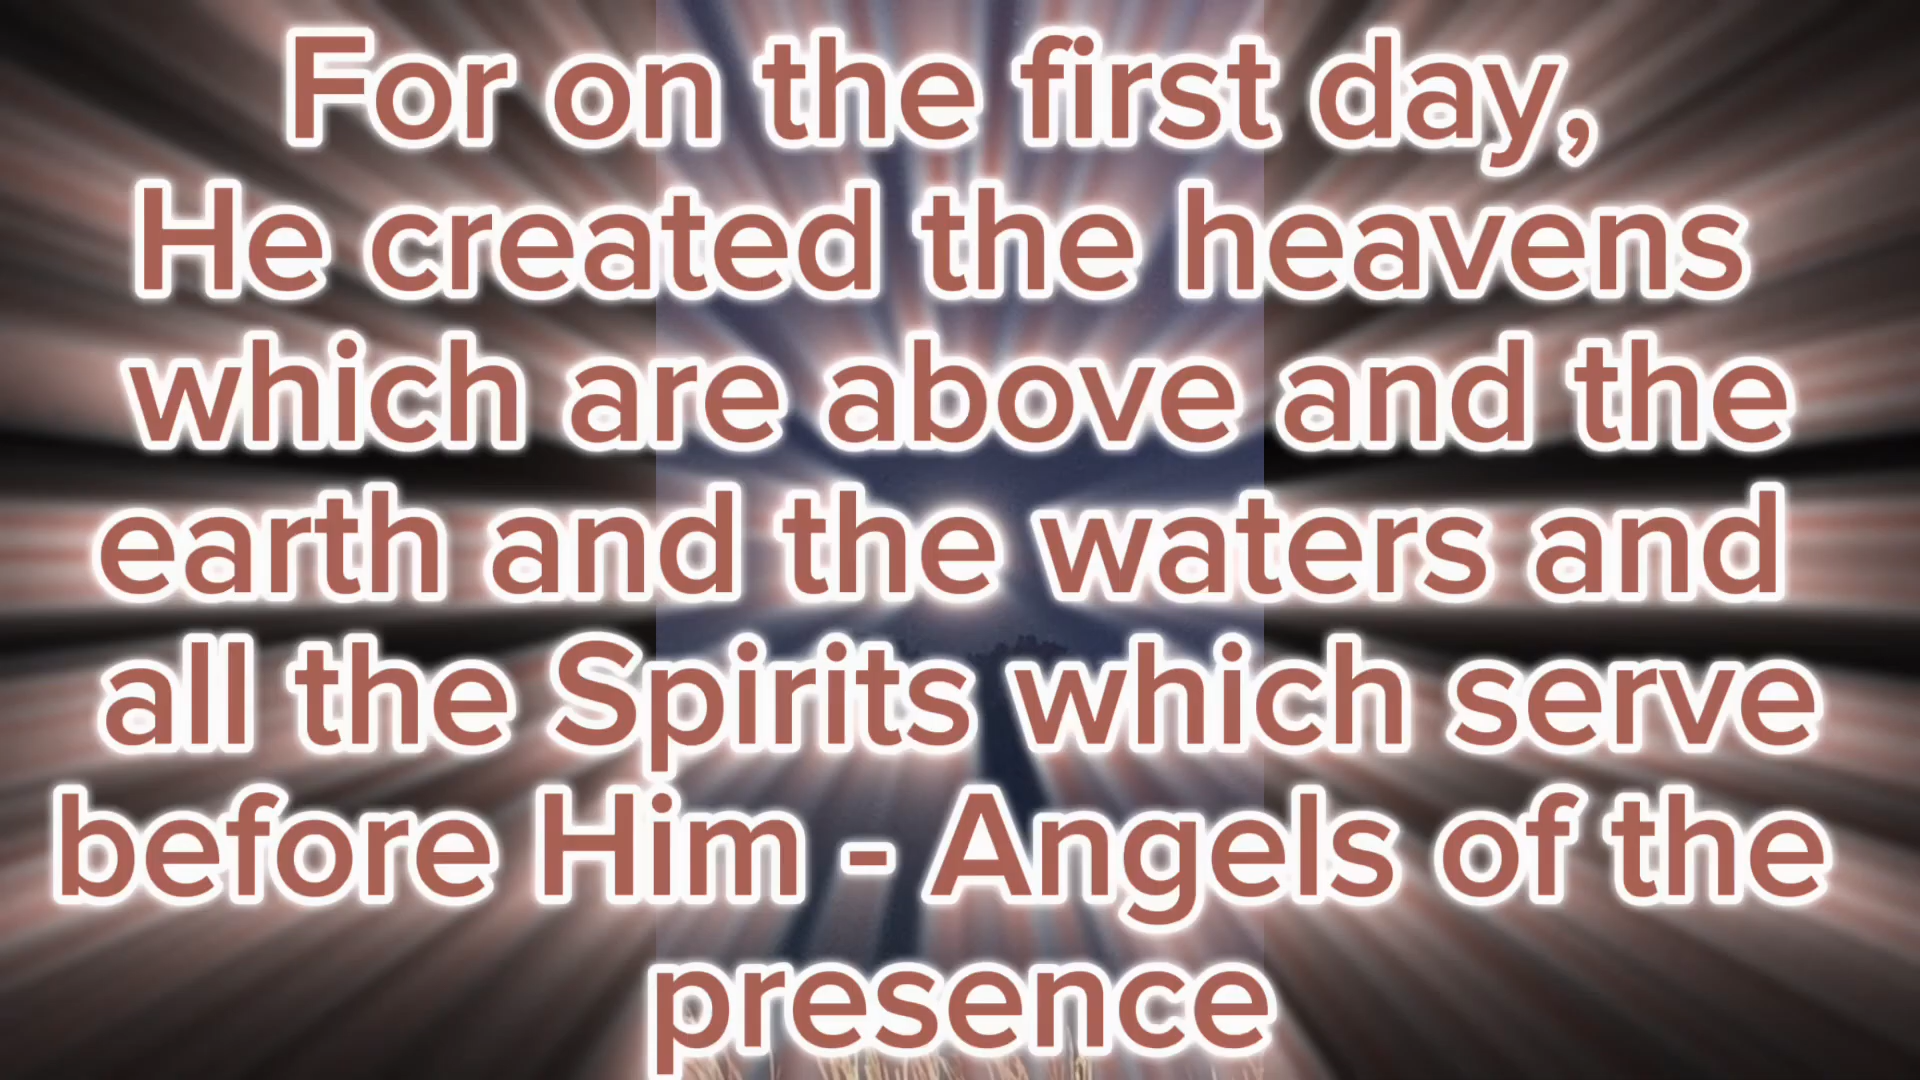 For on the first day,
He created the heavens
which are above and the
earth and the waters and
all the Spirits which serve
before Him - Angels of the
presence